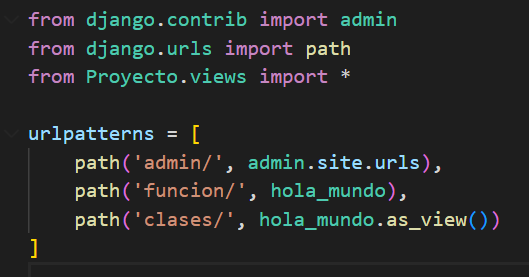 from django.contrib import admin
from django.urls import path
from Proyecto.views import *
urlpatterns = [
path('admin/', admin.site.urls),
path('funcion/', hola_mundo),
path('clases/', hola_mundo.as_view())
]